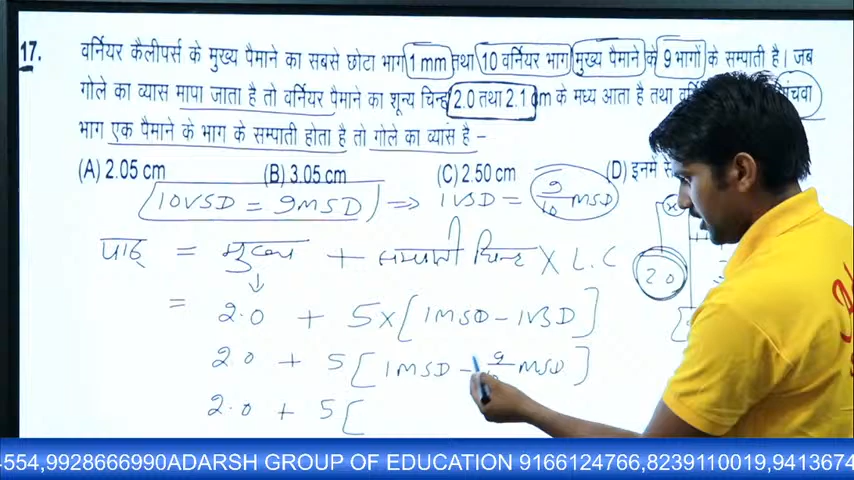 17. वर्नियर कैलीपर्स के मुख्य पैमाने का सबसे छोटा भाग 1 mm तथा 10 वर्नियर भाग मुख्य पैमाने के 9 भागों के सम्पाती है। जब
गोले का व्यास मापा जाता है तो वर्नियर पैमाने का शून्य चिन्ह 2.0 तथा 2.1 cm के मध्य आता है तथा
भाग एक पैमाने के भाग के सम्पाती होता है तो गोले का व्यास है –
(A) 2.05 cm (B) 3.05 cm (C) 2.50 cm (D) इनमें
10VSD = 9MSD => 1VSD = 9/10 MSD
पाठ = मुख्य + सम्पाती चिन्ह X L.C
2.0
= 2.0 + 5 x [1MSD - 1VSD]
2.0 + 5 [1MSD - 9/10 MSD]
2.0 + 5 [
554,9928666990ADARSH GROUP OF EDUCATION 9166124766,8239110019,9413674